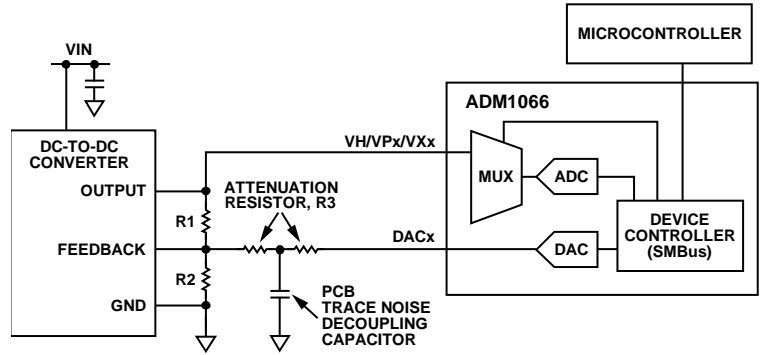 MICROCONTROLLER
VIN
ADM1066
DC-TO-DC
CONVERTER
VH/VPx/VXx
MUX
ADC
OUTPUT
ATTENUATION
RESISTOR, R3
R1
DEVICE
CONTROLLER
(SMBus)
FEEDBACK
DACx
DAC
R2
GND
PCB
TRACE NOISE
DECOUPLING
CAPACITOR